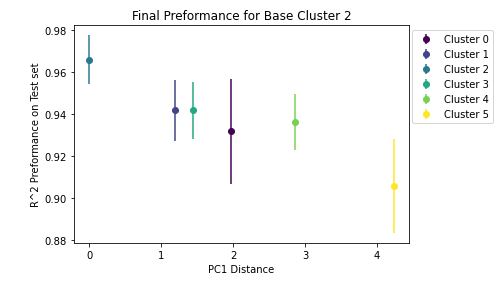 Final Preformance for Base Cluster 2
R^2 Preformance on Test set
0.98
0.96
0.94
0.92
0.90
0.88
0
1
2
3
4
PC1 Distance
Cluster 0
Cluster 1
Cluster 2
Cluster 3
Cluster 4
Cluster 5